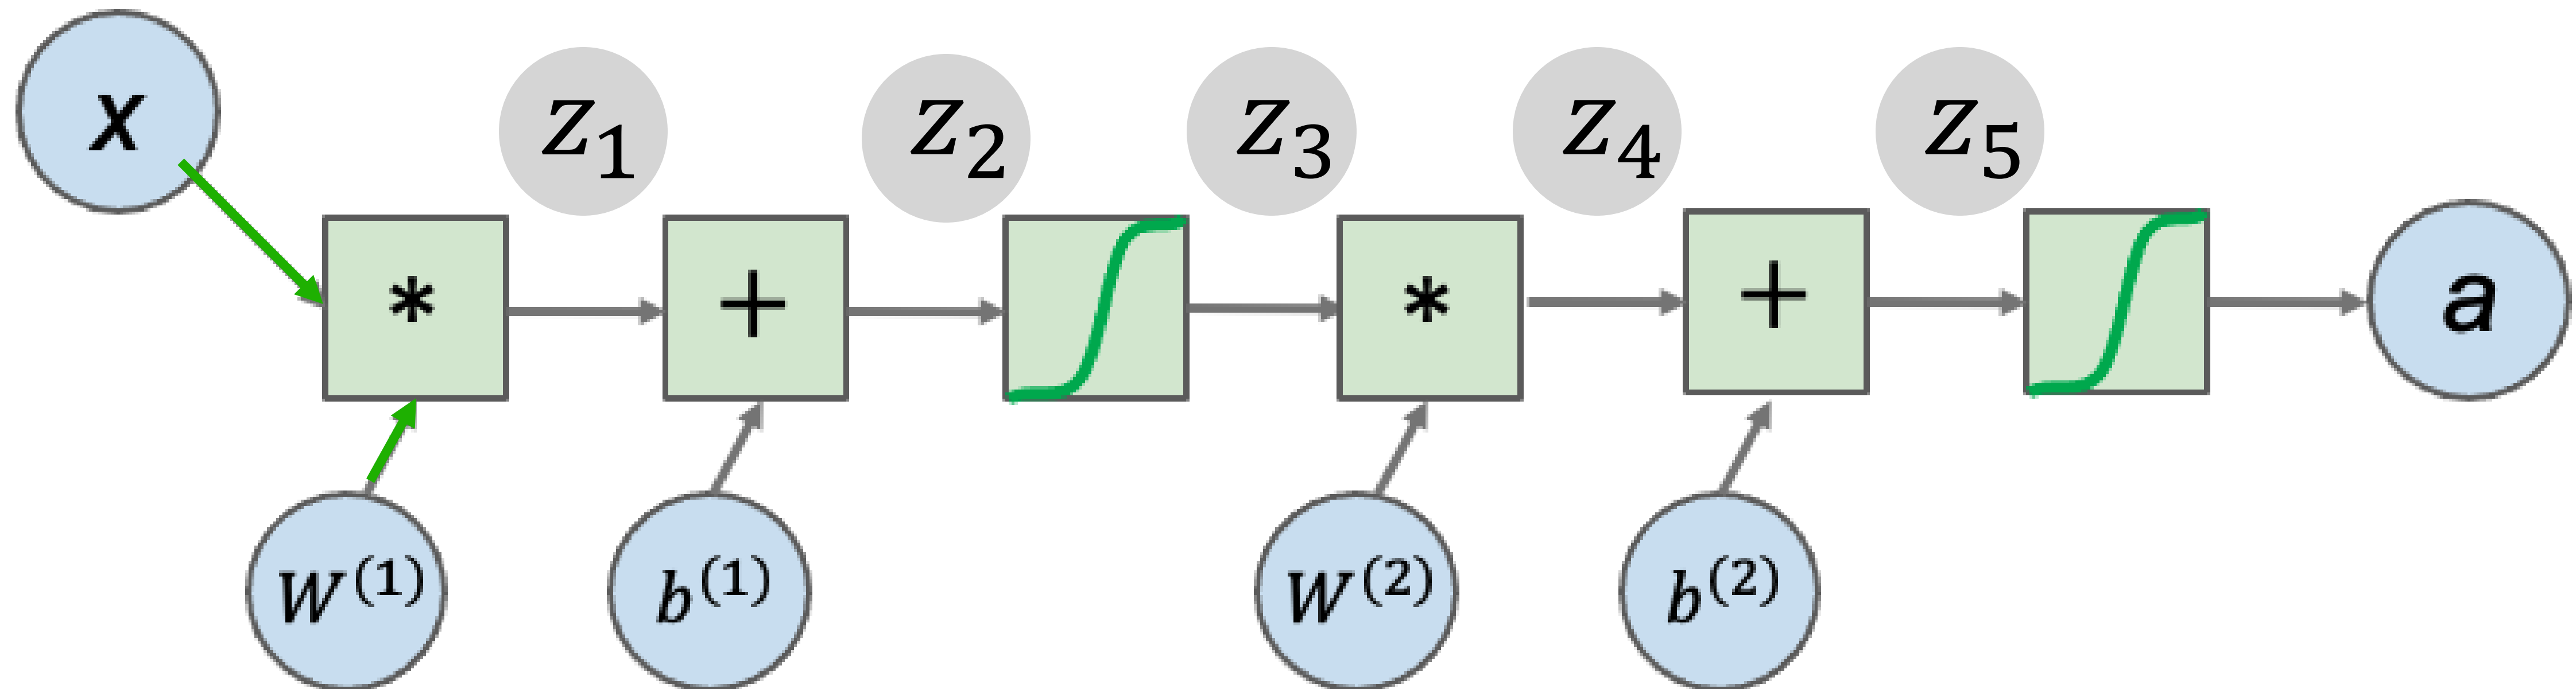 x
z₁
z₂
z₃
z₄
z₅
*
+
*
+
a
W⁽¹⁾
b⁽¹⁾
W⁽²⁾
b⁽²⁾